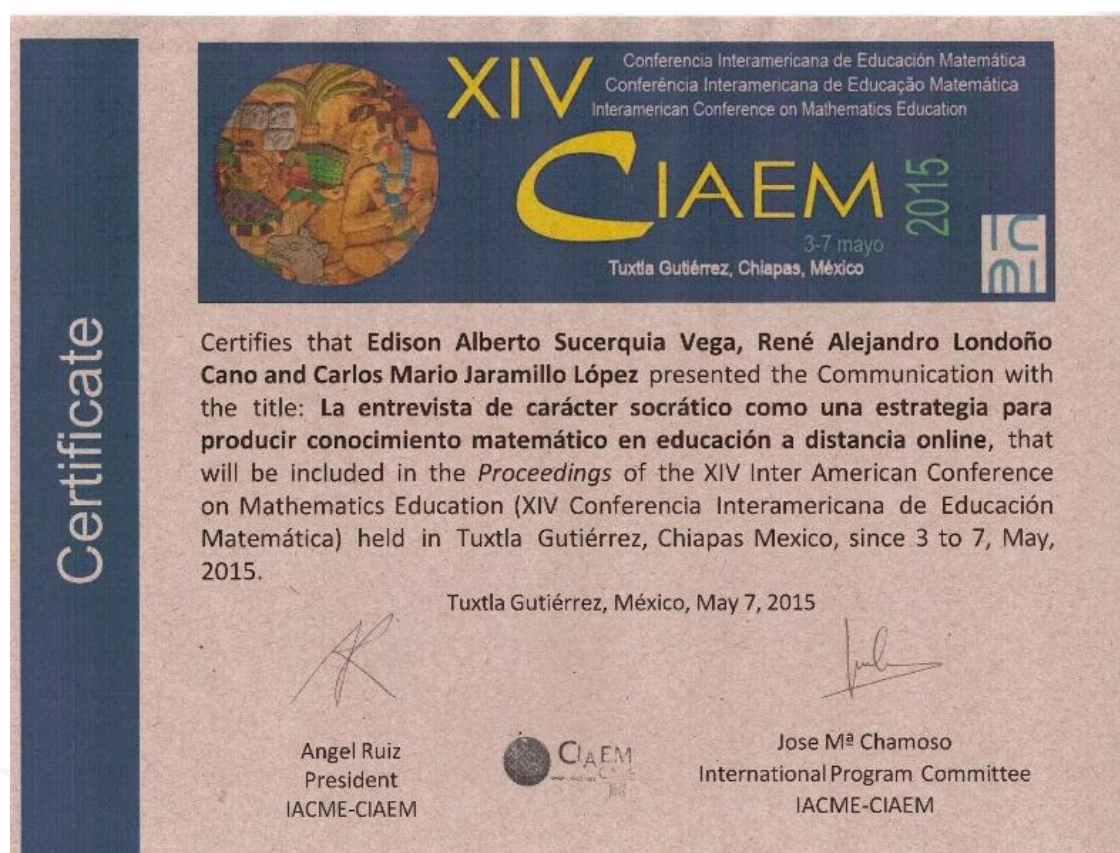 Certificate
XIV
Conferencia Interamericana de Educación Matemática
Conferência Interamericana de Educação Matemática
Interamerican Conference on Mathematics Education
CIAEM
2015
3-7 mayo
Tuxtla Gutiérrez, Chiapas, México
Certifies that Edison Alberto Sucerquia Vega, René Alejandro Londoño
Cano and Carlos Mario Jaramillo López presented the Communication with
the title: La entrevista de carácter socrático como una estrategia para
producir conocimiento matemático en educación a distancia online, that
will be included in the Proceedings of the XIV Inter American Conference
on Mathematics Education (XIV Conferencia Interamericana de Educación
Matemática) held in Tuxtla Gutiérrez, Chiapas Mexico, since 3 to 7, May,
2015.
Tuxtla Gutiérrez, México, May 7, 2015
Angel Ruiz
President
IACME-CIAEM
CIAEM
Jose Mª Chamoso
International Program Committee
IACME-CIAEM